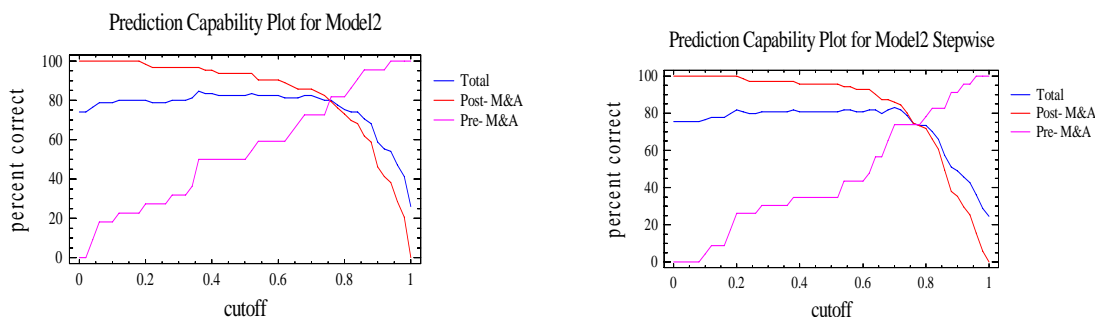 Prediction Capability Plot for Model2
percent correct
100
80
60
40
20
0
0 0.2 0.4 0.6 0.8 1
cutoff
Total
Post- M&A
Pre- M&A
Prediction Capability Plot for Model2 Stepwise
percent correct
100
80
60
40
20
0
0 0.2 0.4 0.6 0.8 1
cutoff
Total
Post- M&A
Pre- M&A